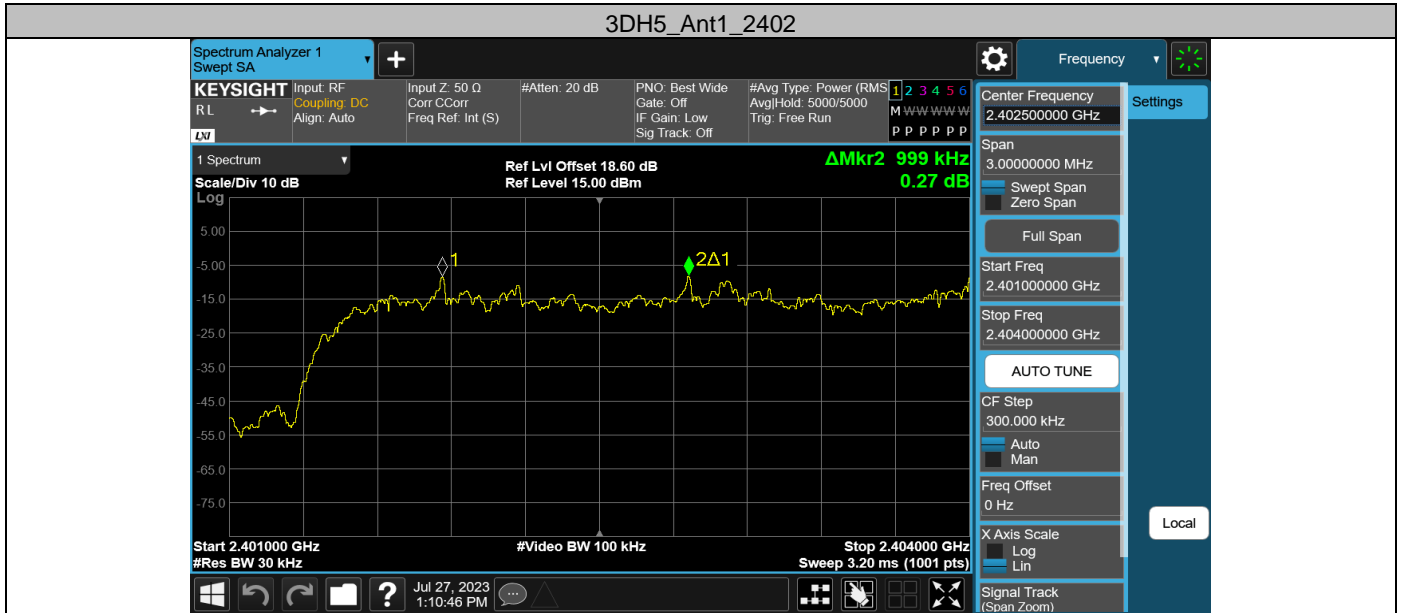 3DH5_Ant1_2402
Spectrum Analyzer 1
Swept SA
+
Frequency
KEYSIGHT
RL
LXI
Input: RF
Coupling: DC
Align: Auto
Input Z: 50 Ω
Corr CCorr
Freq Ref: Int (S)
#Atten: 20 dB
PNO: Best Wide
Gate: Off
IF Gain: Low
Sig Track: Off
#Avg Type: Power (RMS
Avg|Hold: 5000/5000
Trig: Free Run
1 2 3 4 5 6
M W W W W W
P P P P P P
1 Spectrum
Scale/Div 10 dB
Log
Ref Lvl Offset 18.60 dB
Ref Level 15.00 dBm
ΔMkr2 999 kHz
0.27 dB
5.00
-5.00
-15.0
-25.0
-35.0
-45.0
-55.0
-65.0
-75.0
1
2Δ1
Start 2.401000 GHz
#Res BW 30 kHz
#Video BW 100 kHz
Stop 2.404000 GHz
Sweep 3.20 ms (1001 pts)
Center Frequency
2.402500000 GHz
Span
3.00000000 MHz
Swept Span
Zero Span
Full Span
Start Freq
2.401000000 GHz
Stop Freq
2.404000000 GHz
AUTO TUNE
CF Step
300.000 kHz
Auto
Man
Freq Offset
0 Hz
X Axis Scale
Log
Lin
Signal Track
(Span Zoom)
Settings
Local
?
Jul 27, 2023
1:10:46 PM